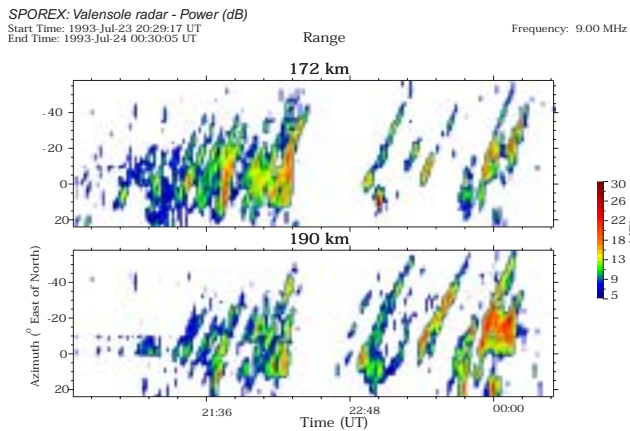 SPOREX: Valensole radar - Power (dB)
Start Time: 1993-Jul-23 20:29:17 UT
End Time: 1993-Jul-24 00:30:05 UT
Range
Frequency: 9.00 MHz
172 km
-40
-20
0
20
190 km
-40
-20
0
20
Azimuth (° East of North)
21:36
22:48
00:00
Time (UT)
30
26
22
18
13
9
5